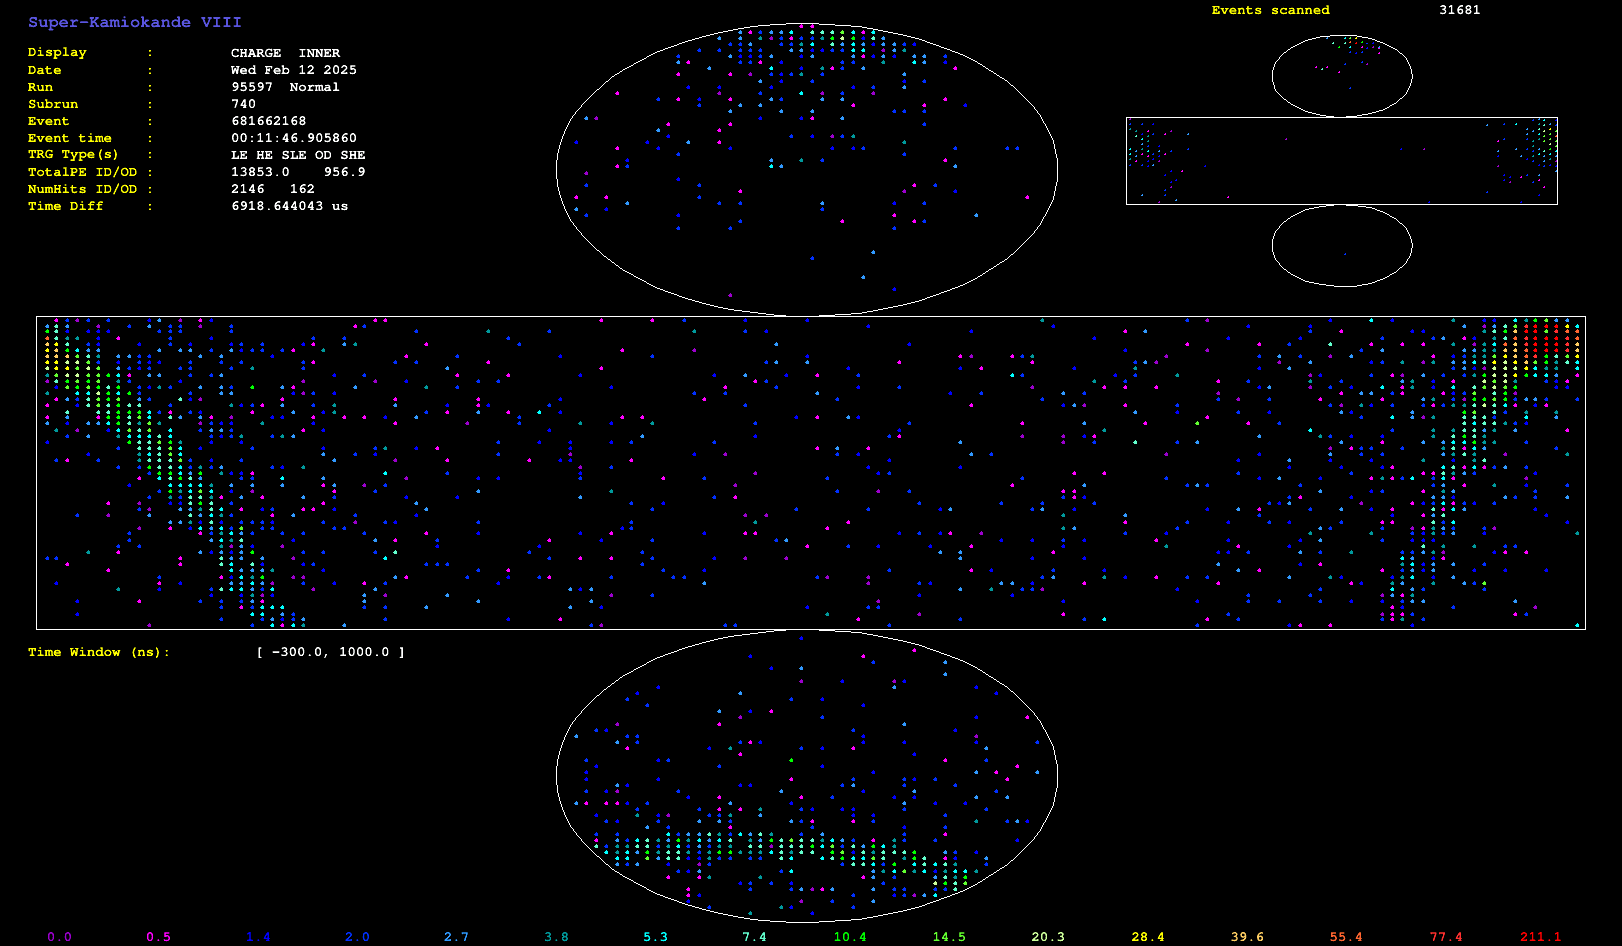 Super-Kamiokande VIII
Events scanned 31681
Display : CHARGE INNER
Date : Wed Feb 12 2025
Run : 95597 Normal
Subrun : 740
Event : 681662168
Event time : 00:11:46.905860
TRG Type(s) : LE HE SLE OD SHE
TotalPE ID/OD : 13853.0 956.9
NumHits ID/OD : 2146 162
Time Diff : 6918.644043 us
Time Window (ns): [ -300.0, 1000.0 ]
0.0 0.5 1.4 2.0 2.7 3.8 5.3 7.4 10.4 14.5 20.3 28.4 39.6 55.4 77.4 211.1